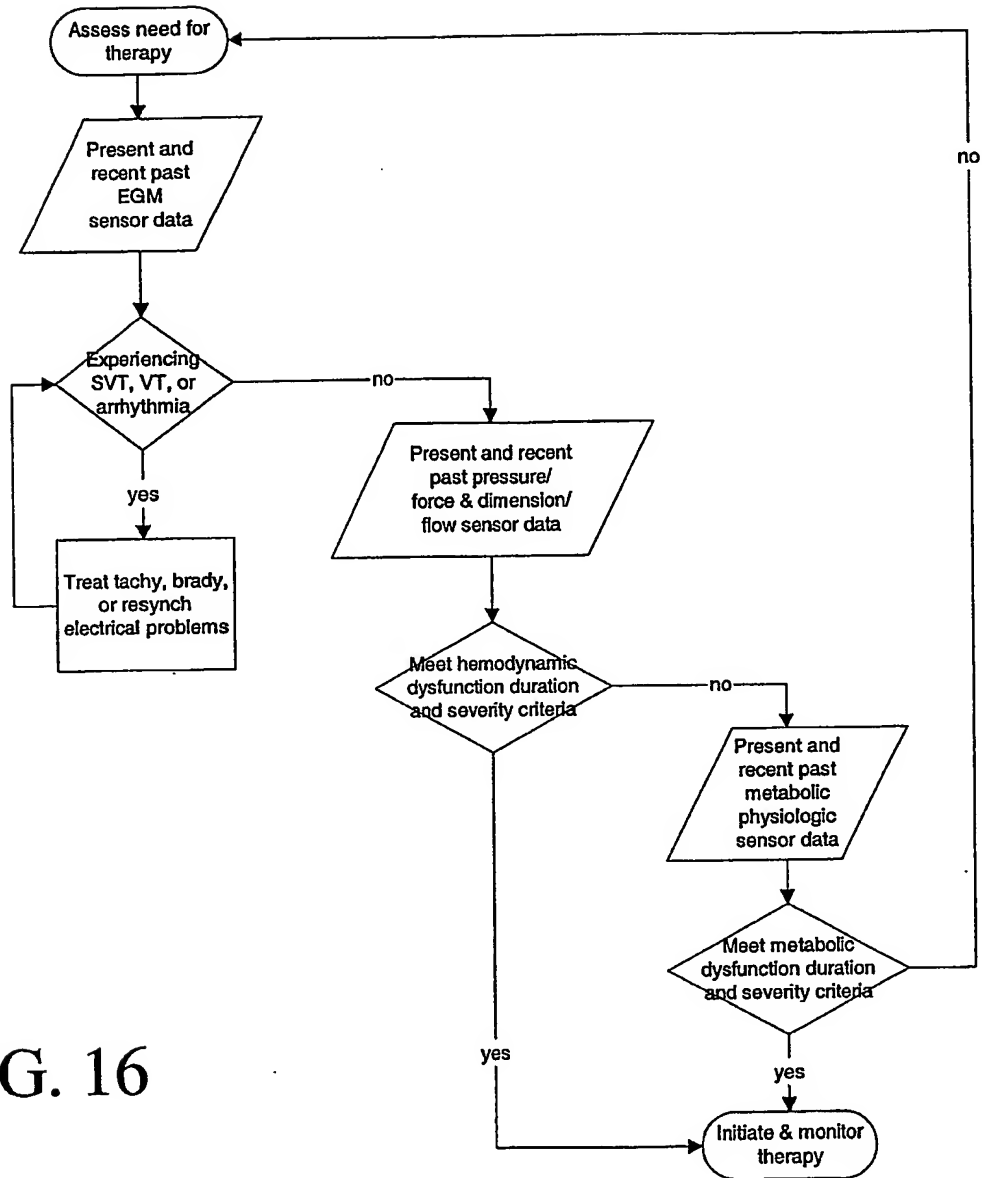 Assess need for
therapy
no
Present and
recent past
EGM
sensor data
Experiencing
SVT, VT, or
arrhythmia
no
yes
Treat tachy, brady,
or resynch
electrical problems
Present and recent
past pressure/
force & dimension/
flow sensor data
Meet hemodynamic
dysfunction duration
and severity criteria
no
yes
Present and
recent past
metabolic
physiologic
sensor data
Meet metabolic
dysfunction duration
and severity criteria
yes
Initiate & monitor
therapy
G. 16